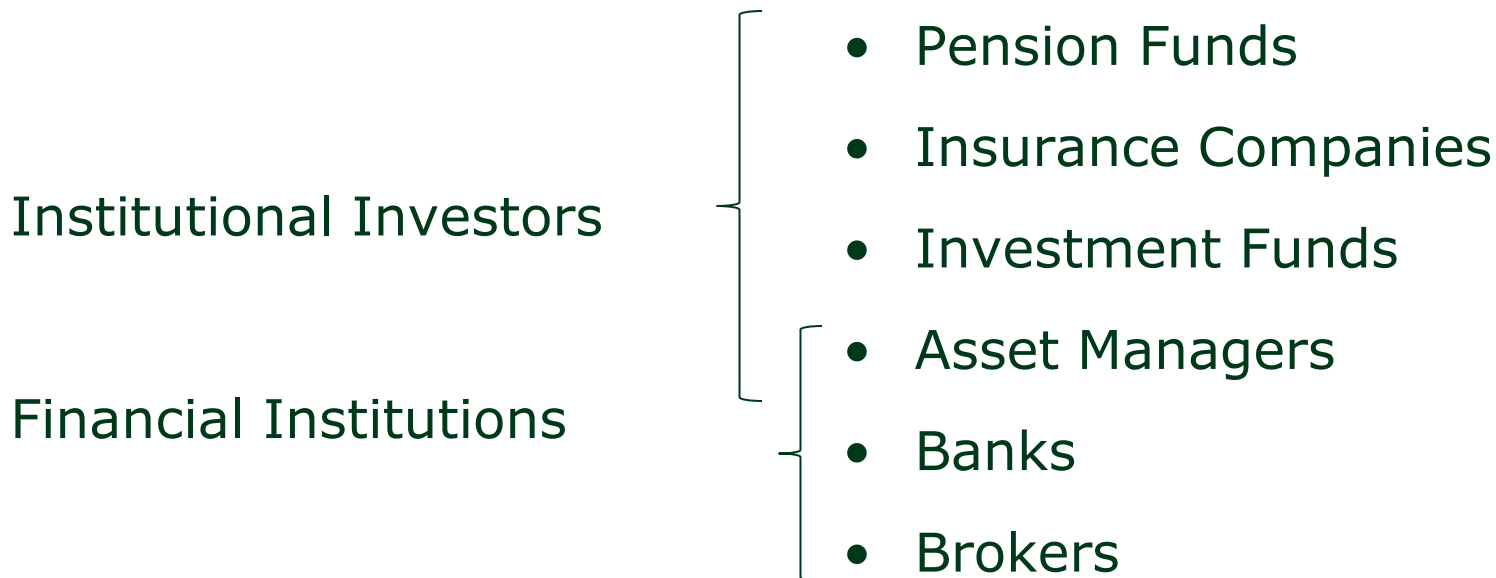 Institutional Investors
Financial Institutions
• Pension Funds
• Insurance Companies
• Investment Funds
• Asset Managers
• Banks
• Brokers